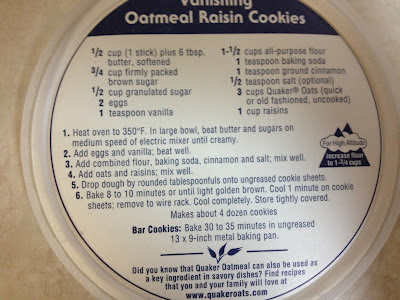 Vanishing
Oatmeal Raisin Cookies
1/2 cup (1 stick) plus 6 tbsp.
butter, softened
3/4 cup firmly packed
brown sugar
1/2 cup granulated sugar
2 eggs
1 teaspoon vanilla
1-1/2 cups all-purpose flour
1 teaspoon baking soda
1 teaspoon ground cinnamon
1/2 teaspoon salt (optional)
3 cups Quaker® Oats (quick
or old fashioned, uncooked)
1 cup raisins
1. Heat oven to 350°F. In large bowl, beat butter and sugars on
medium speed of electric mixer until creamy.
2. Add eggs and vanilla; beat well.
3. Add combined flour, baking soda, cinnamon and salt; mix well.
4. Add oats and raisins; mix well.
5. Drop dough by rounded tablespoonfuls onto ungreased cookie sheets.
6. Bake 8 to 10 minutes or until light golden brown. Cool 1 minute on cookie
sheets; remove to wire rack. Cool completely. Store tightly covered.
Makes about 4 dozen cookies
For High Altitude
increase flour
to 1-3/4 cups
Bar Cookies: Bake 30 to 35 minutes in ungreased
13 x 9-inch metal baking pan.
Did you know that Quaker Oatmeal can also be used as
a key ingredient in savory dishes? Find recipes
that you and your family will love at
www.quakeroats.com